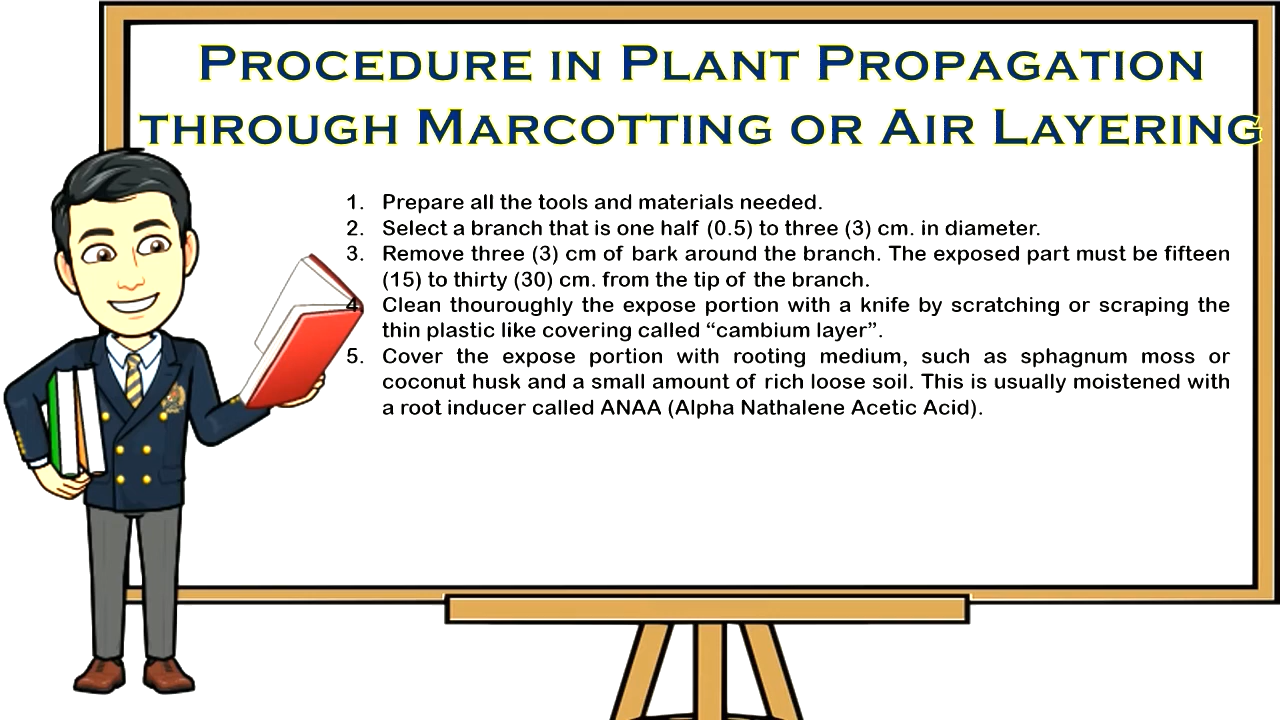 PROCEDURE IN PLANT PROPAGATION
THROUGH MARCOTTING OR AIR LAYERING
1. Prepare all the tools and materials needed.
2. Select a branch that is one half (0.5) to three (3) cm. in diameter.
3. Remove three (3) cm of bark around the branch. The exposed part must be fifteen
(15) to thirty (30) cm. from the tip of the branch.
4. Clean thouroughly the expose portion with a knife by scratching or scraping the
thin plastic like covering called “cambium layer”.
5. Cover the expose portion with rooting medium, such as sphagnum moss or
coconut husk and a small amount of rich loose soil. This is usually moistened with
a root inducer called ANAA (Alpha Nathalene Acetic Acid).